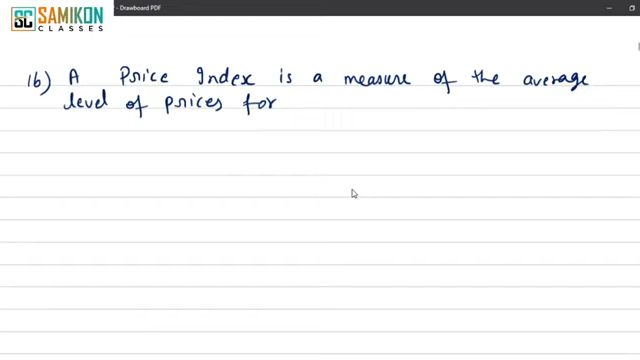 SC SAMIKON CLASSES
- Drawboard PDF
16) A Price Index is a measure of the average
level of prices for